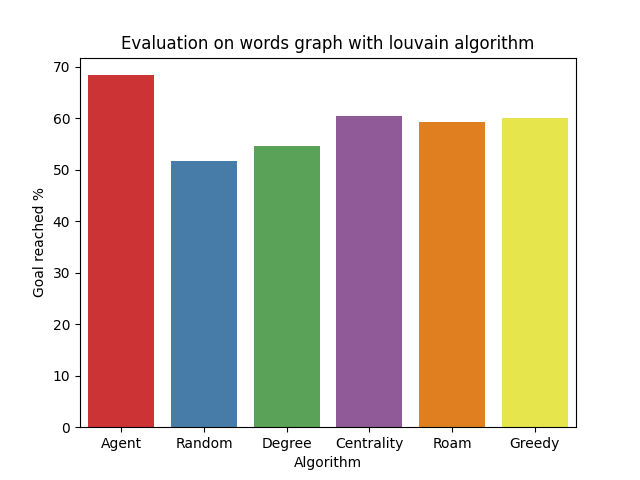 Evaluation on words graph with louvain algorithm
70
60
50
40
30
20
10
0
Goal reached %
Agent Random Degree Centrality Roam Greedy
Algorithm